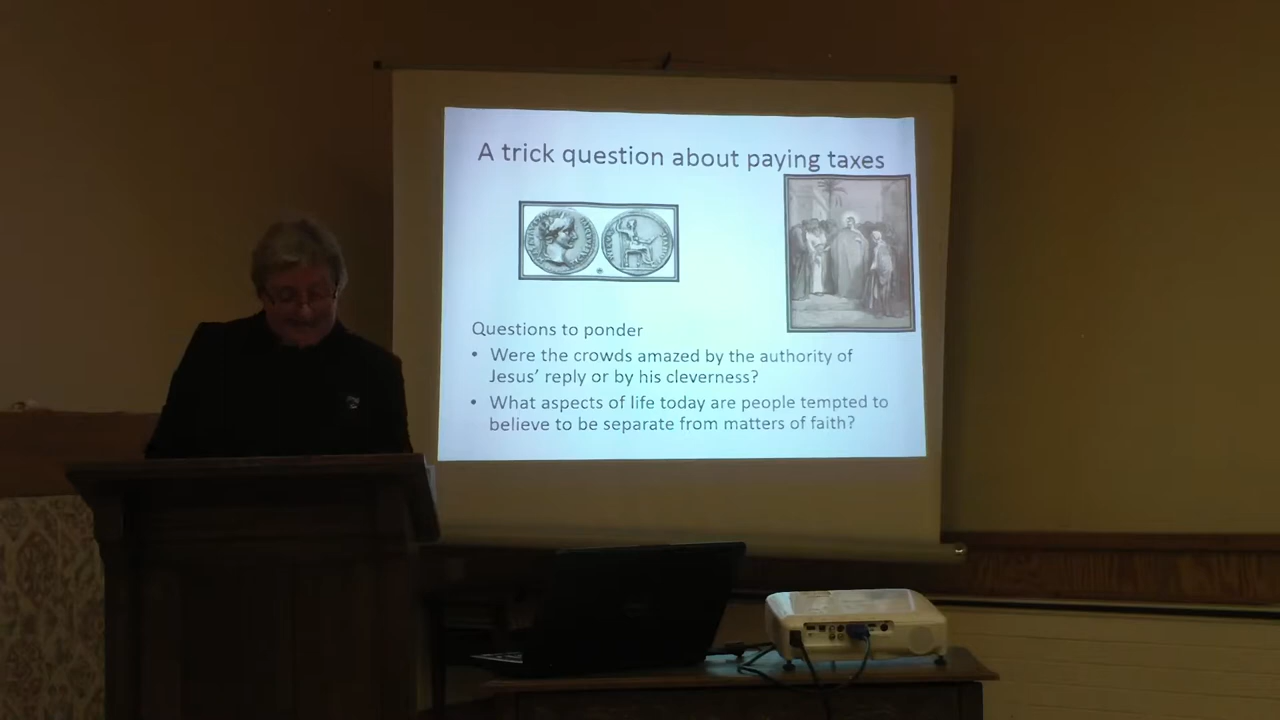 A trick question about paying taxes
Questions to ponder
• Were the crowds amazed by the authority of
Jesus' reply or by his cleverness?
• What aspects of life today are people tempted to
believe to be separate from matters of faith?